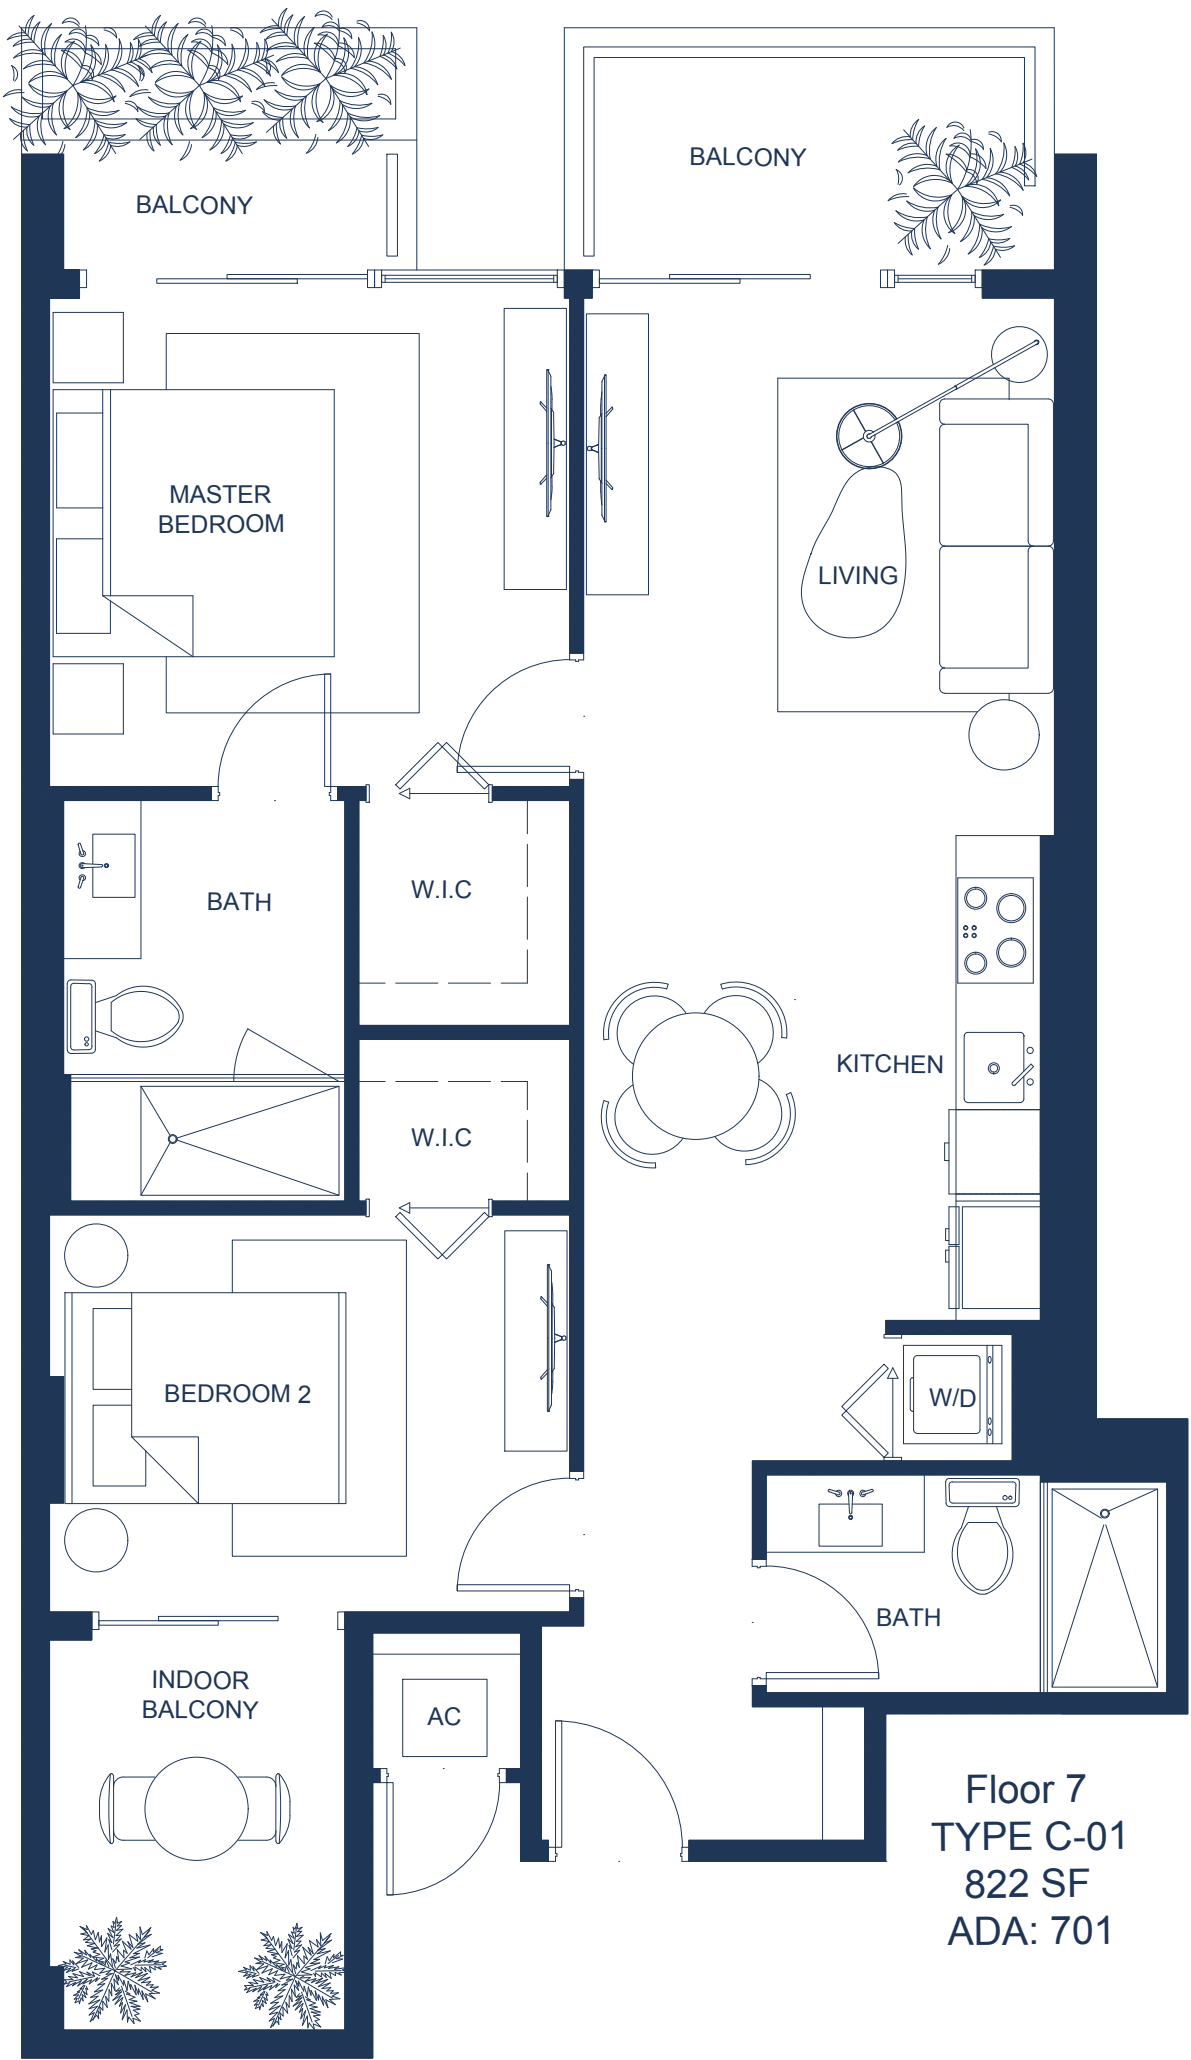 BALCONY
BALCONY
MASTER
BEDROOM
LIVING
BATH
W.I.C
KITCHEN
W.I.C
BEDROOM 2
W/D
BATH
INDOOR
BALCONY
AC
Floor 7
TYPE C-01
822 SF
ADA: 701